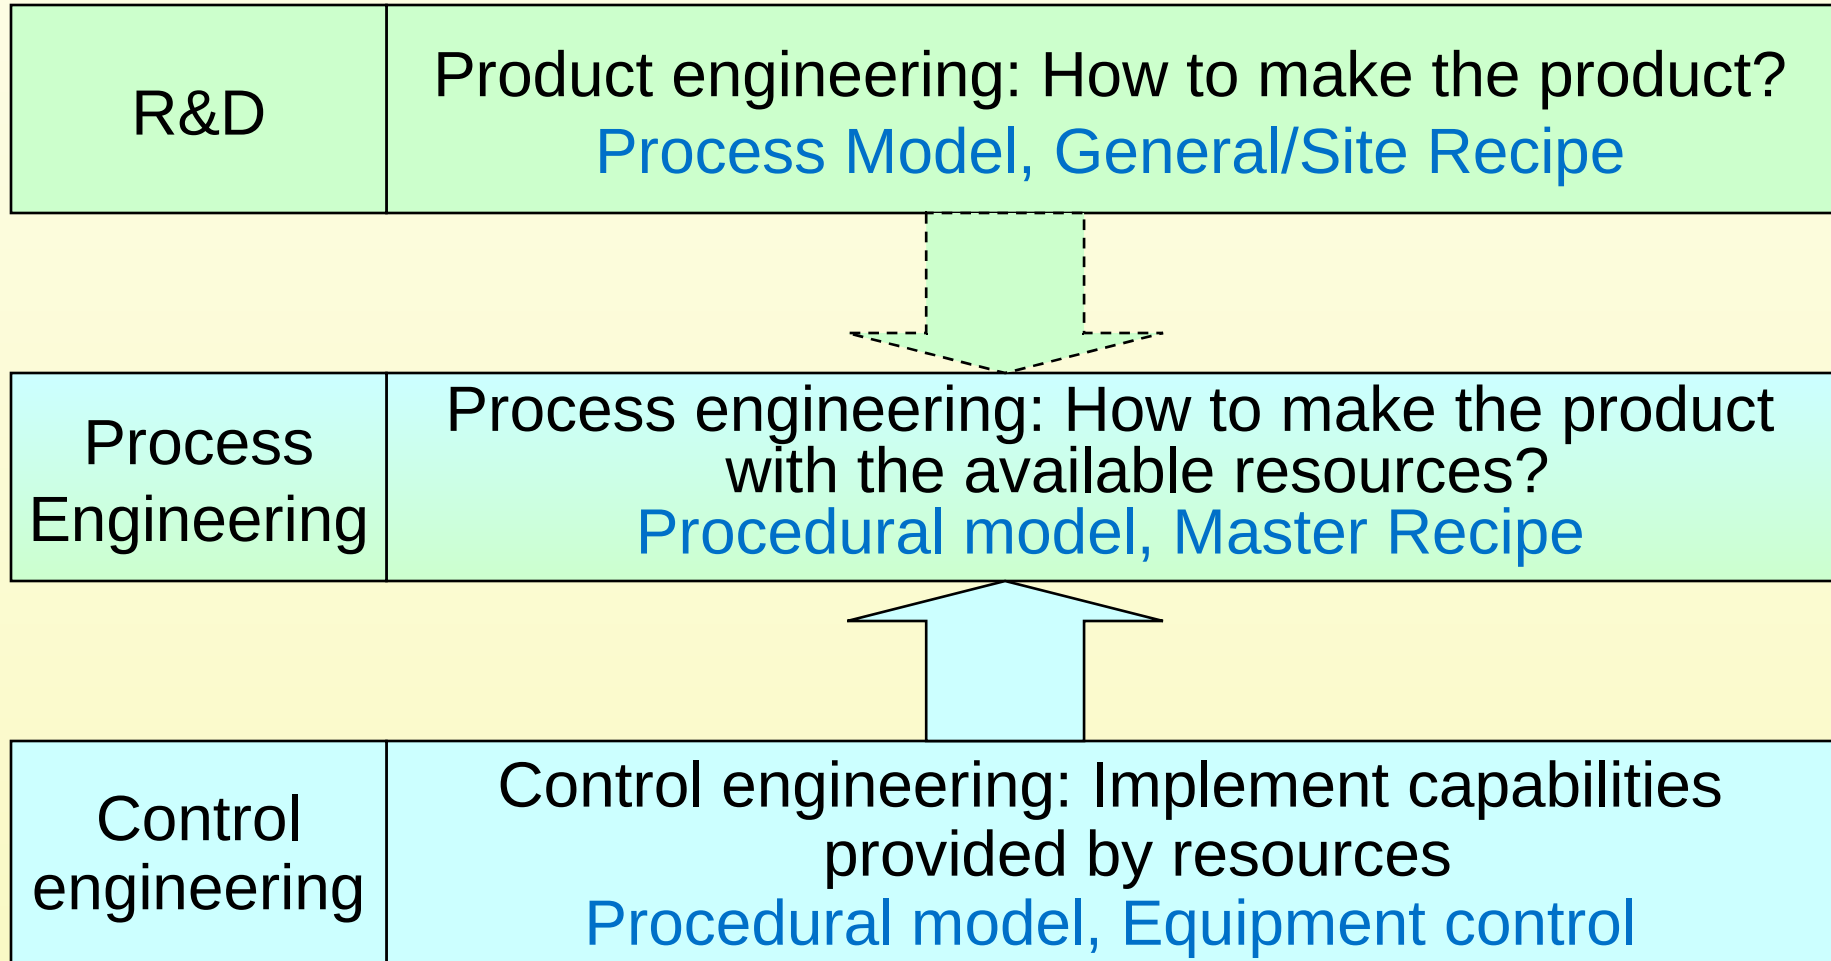 R&D
Product engineering: How to make the product?
Process Model, General/Site Recipe
Process
Engineering
Process engineering: How to make the product
with the available resources?
Procedural model, Master Recipe
Control
engineering
Control engineering: Implement capabilities
provided by resources
Procedural model, Equipment control